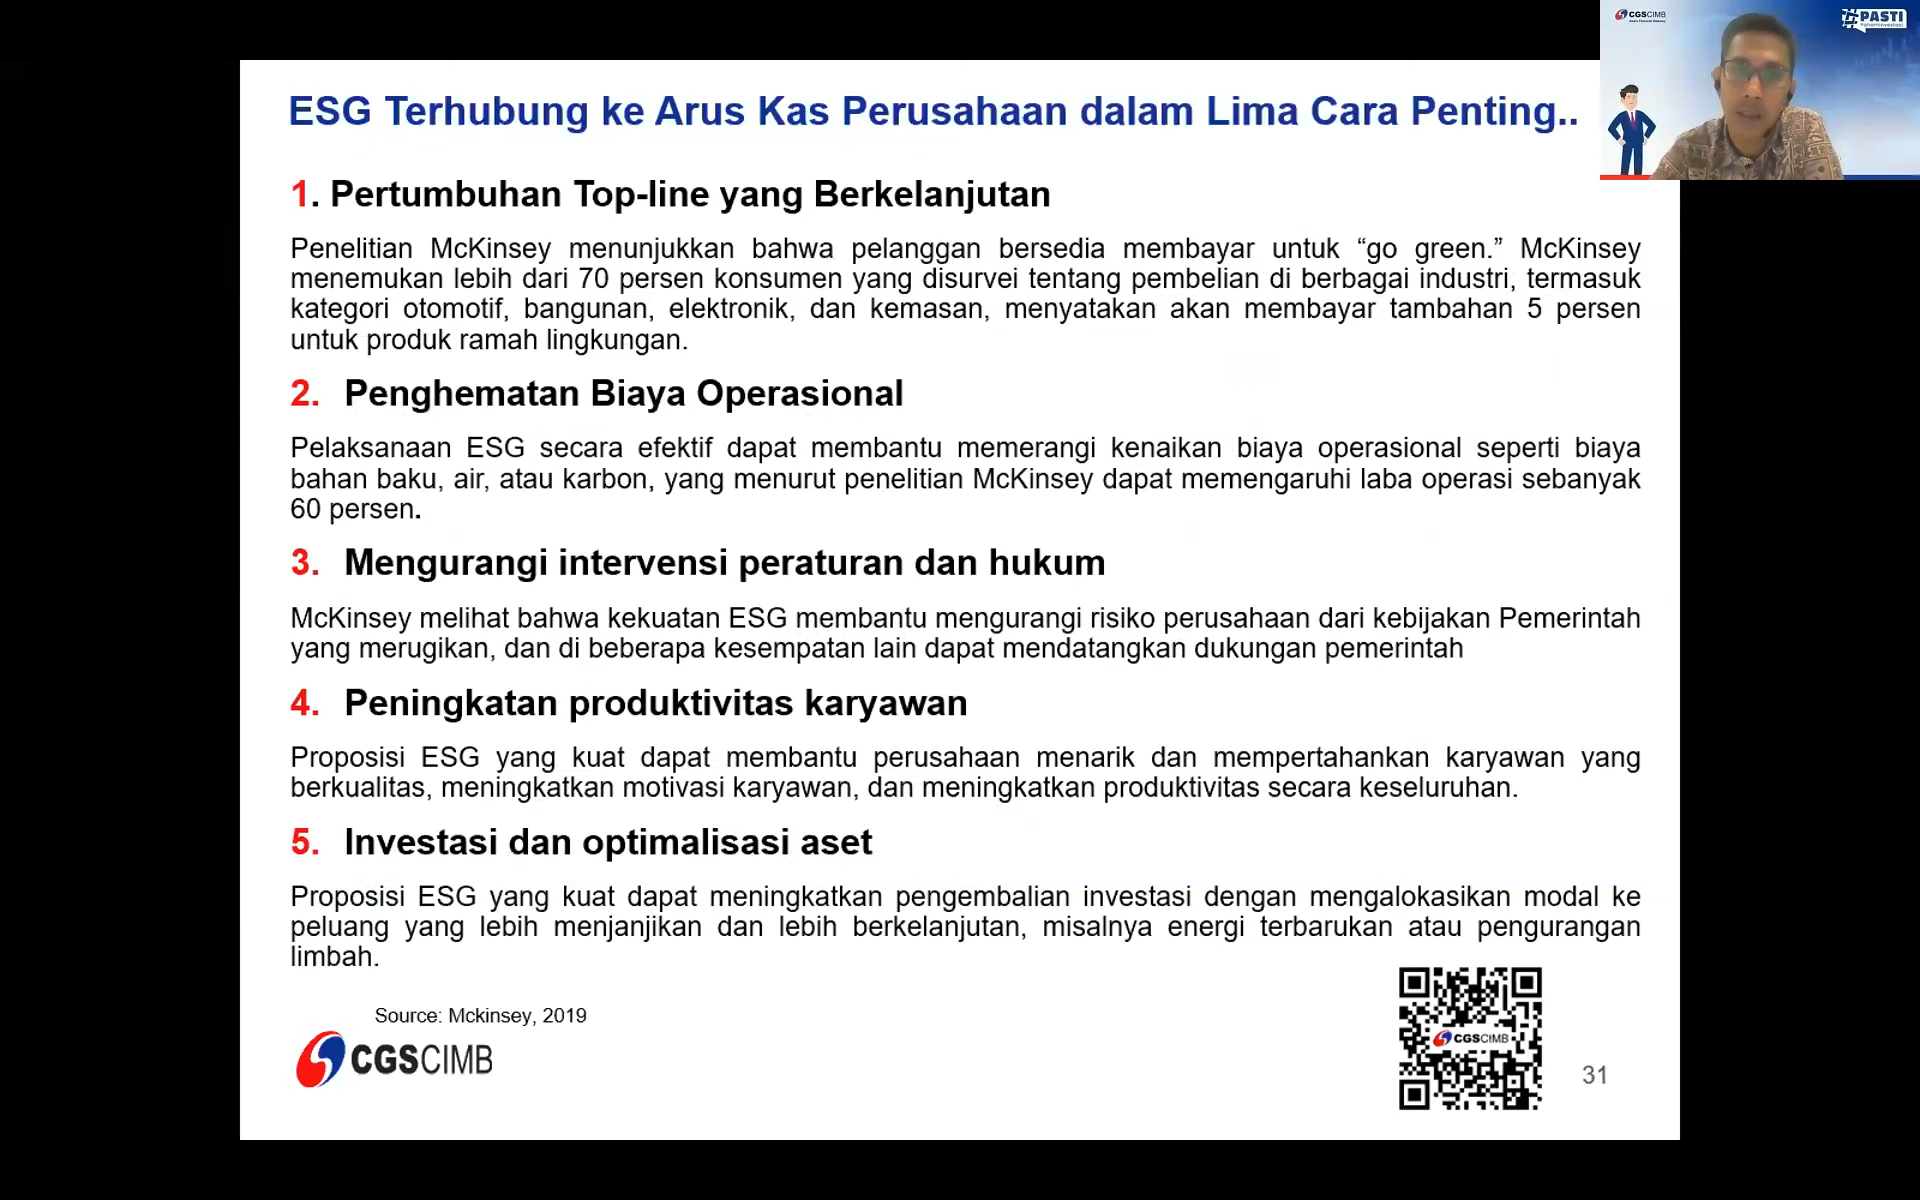 CGSCIMB
#PASTI
ESG Terhubung ke Arus Kas Perusahaan dalam Lima Cara Penting..
1. Pertumbuhan Top-line yang Berkelanjutan
Penelitian McKinsey menunjukkan bahwa pelanggan bersedia membayar untuk “go green.” McKinsey
menemukan lebih dari 70 persen konsumen yang disurvei tentang pembelian di berbagai industri, termasuk
kategori otomotif, bangunan, elektronik, dan kemasan, menyatakan akan membayar tambahan 5 persen
untuk produk ramah lingkungan.
2. Penghematan Biaya Operasional
Pelaksanaan ESG secara efektif dapat membantu memerangi kenaikan biaya operasional seperti biaya
bahan baku, air, atau karbon, yang menurut penelitian McKinsey dapat memengaruhi laba operasi sebanyak
60 persen.
3. Mengurangi intervensi peraturan dan hukum
McKinsey melihat bahwa kekuatan ESG membantu mengurangi risiko perusahaan dari kebijakan Pemerintah
yang merugikan, dan di beberapa kesempatan lain dapat mendatangkan dukungan pemerintah
4. Peningkatan produktivitas karyawan
Proposisi ESG yang kuat dapat membantu perusahaan menarik dan mempertahankan karyawan yang
berkualitas, meningkatkan motivasi karyawan, dan meningkatkan produktivitas secara keseluruhan.
5. Investasi dan optimalisasi aset
Proposisi ESG yang kuat dapat meningkatkan pengembalian investasi dengan mengalokasikan modal ke
peluang yang lebih menjanjikan dan lebih berkelanjutan, misalnya energi terbarukan atau pengurangan
limbah.
Source: Mckinsey, 2019
CGSCIMB
CGSCIMB
31